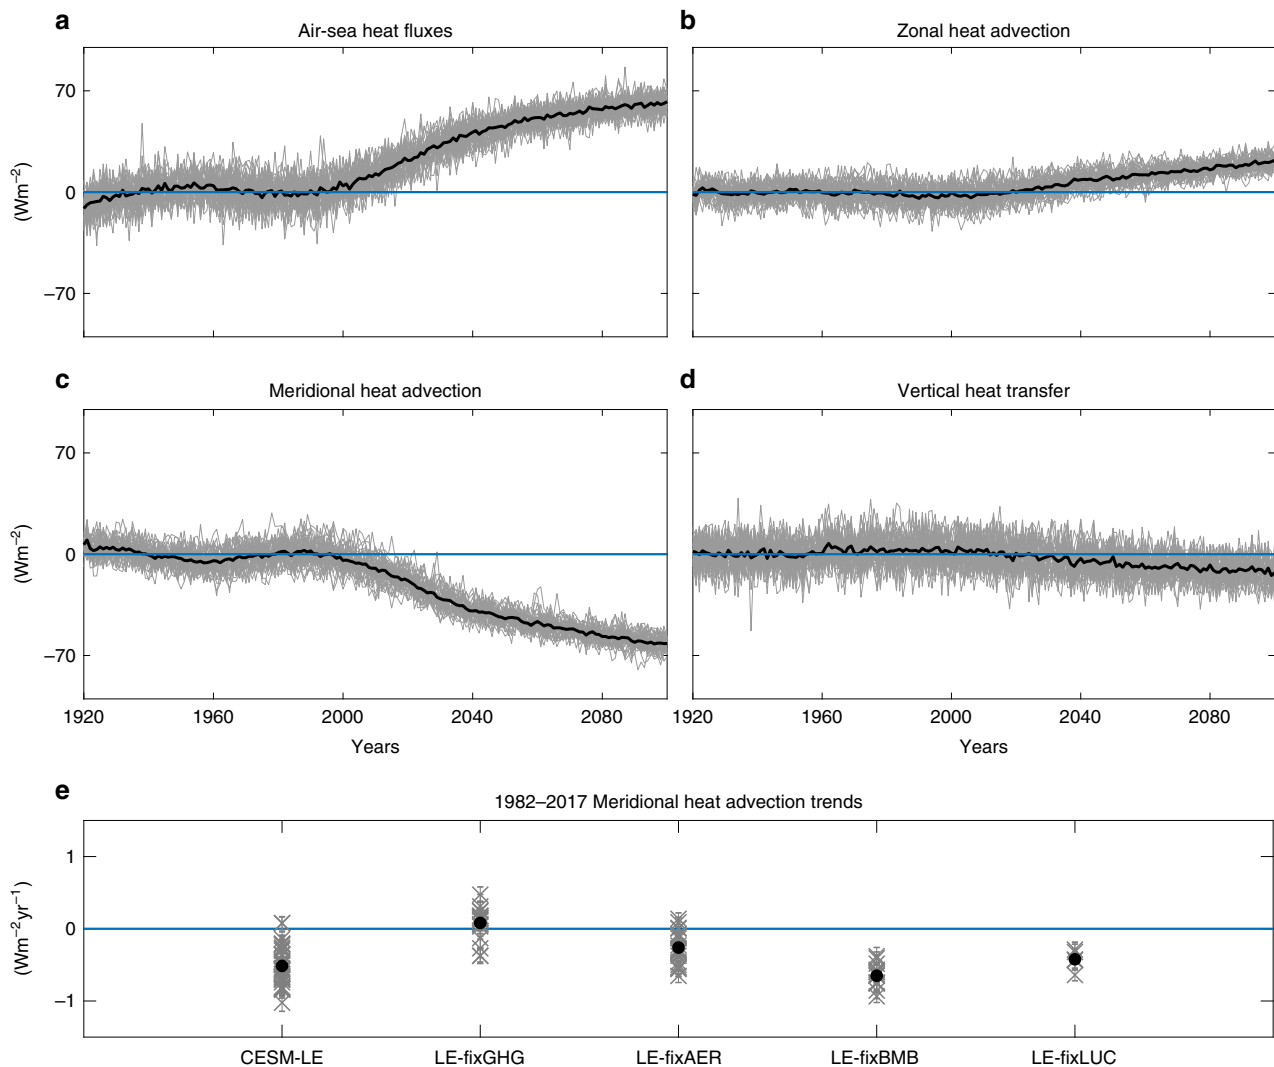 a
Air-sea heat fluxes
70
0
−70
(Wm−2)
b
Zonal heat advection
c
Meridional heat advection
70
0
−70
(Wm−2)
1920
1960
2000
2040
2080
Years
d
Vertical heat transfer
1920
1960
2000
2040
2080
Years
e
1982–2017 Meridional heat advection trends
1
0
−1
(Wm−2yr−1)
CESM-LE
LE-fixGHG
LE-fixAER
LE-fixBMB
LE-fixLUC